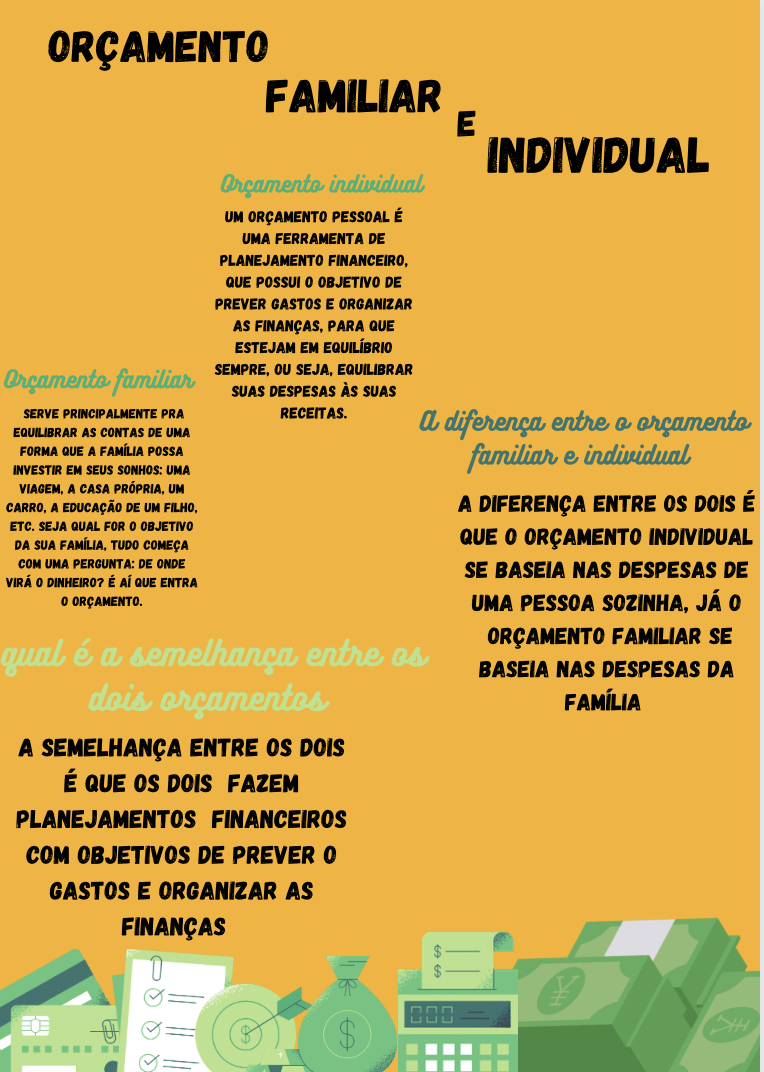 ORÇAMENTO
FAMILIAR
E
INDIVIDUAL
Orçamento individual
UM ORÇAMENTO PESSOAL É
UMA FERRAMENTA DE
PLANEJAMENTO FINANCEIRO,
QUE POSSUI O OBJETIVO DE
PREVER GASTOS E ORGANIZAR
AS FINANÇAS, PARA QUE
ESTEJAM EM EQUILÍBRIO
SEMPRE, OU SEJA, EQUILIBRAR
SUAS DESPESAS ÀS SUAS
RECEITAS.
Orçamento familiar
SERVE PRINCIPALMENTE PRA
EQUILIBRAR AS CONTAS DE UMA
FORMA QUE A FAMÍLIA POSSA
INVESTIR EM SEUS SONHOS: UMA
VIAGEM, A CASA PRÓPRIA, UM
CARRO, A EDUCAÇÃO DE UM FILHO,
ETC. SEJA QUAL FOR O OBJETIVO
DA SUA FAMÍLIA, TUDO COMEÇA
COM UMA PERGUNTA: DE ONDE
VIRÁ O DINHEIRO? É AÍ QUE ENTRA
O ORÇAMENTO.
A diferença entre o orçamento
familiar e individual
A DIFERENÇA ENTRE OS DOIS É
QUE O ORÇAMENTO INDIVIDUAL
SE BASEIA NAS DESPESAS DE
UMA PESSOA SOZINHA, JÁ O
ORÇAMENTO FAMILIAR SE
BASEIA NAS DESPESAS DA
FAMÍLIA
qual é a semelhança entre os
dois orçamentos
A SEMELHANÇA ENTRE OS DOIS
É QUE OS DOIS FAZEM
PLANEJAMENTOS FINANCEIROS
COM OBJETIVOS DE PREVER O
GASTOS E ORGANIZAR AS
FINANÇAS
$
$
000
$
$
¥